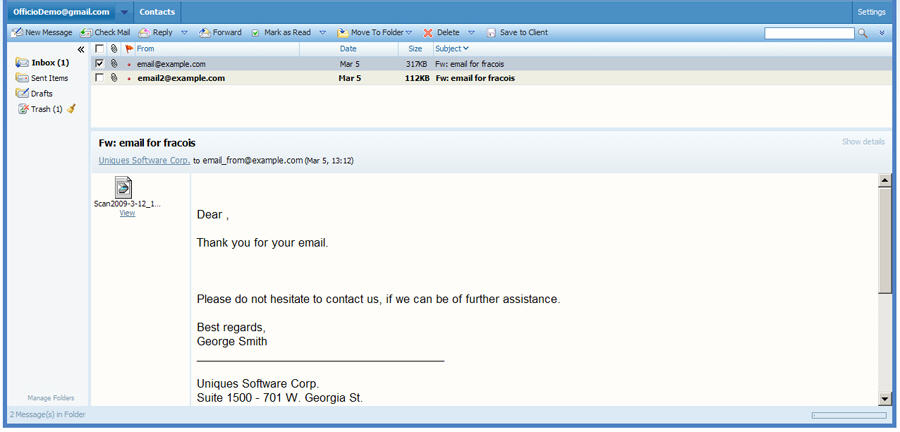 OfficioDemo@gmail.com Contacts Settings
New Message Check Mail Reply Forward Mark as Read Move To Folder Delete Save to Client
«
From Date Size Subject
Inbox (1)
email@example.com Mar 5 317KB Fw: email for fracois
Sent Items
email2@example.com Mar 5 112KB Fw: email for fracois
Drafts
Trash (1)
Fw: email for fracois Show details
Uniques Software Corp. to email_from@example.com (Mar 5, 13:12)
Scan2009-3-12_1...
View
Dear ,
Thank you for your email.
Please do not hesitate to contact us, if we can be of further assistance.
Best regards,
George Smith
Uniques Software Corp.
Suite 1500 - 701 W. Georgia St.
Manage Folders
2 Message(s) in Folder